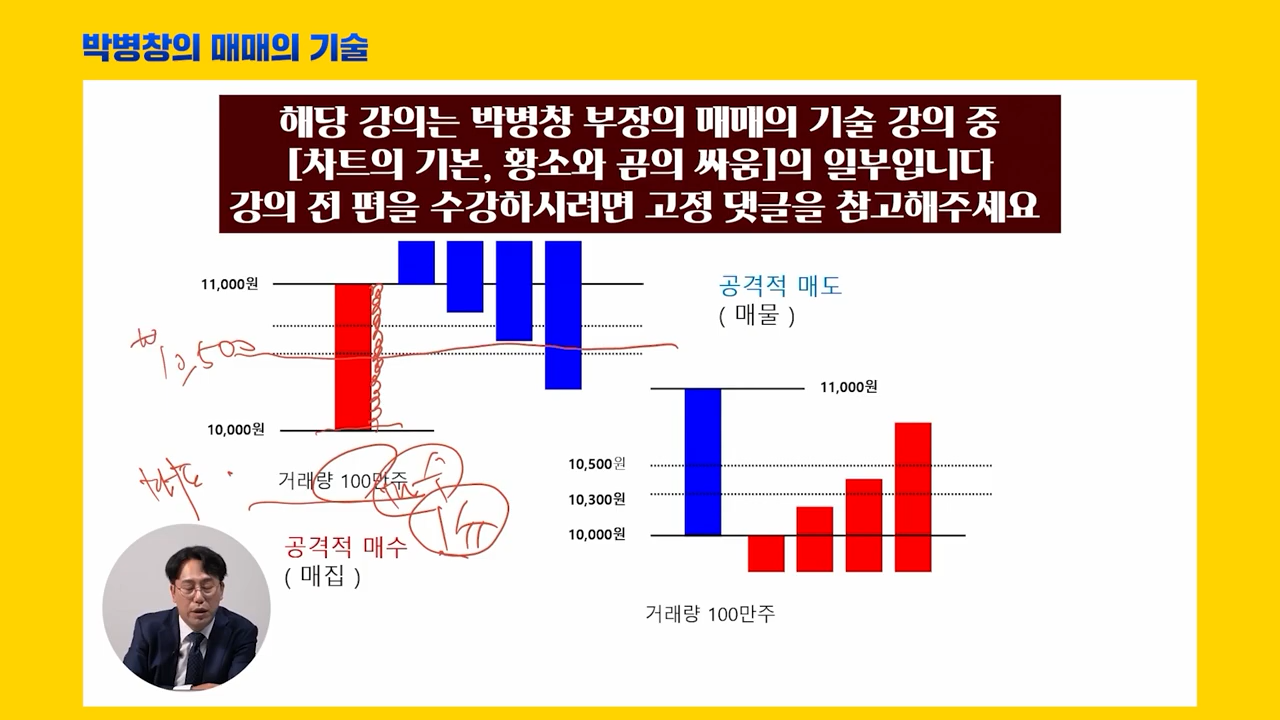 박병창의 매매의 기술
해당 강의는 박병창 부장의 매매의 기술 강의 중
[차트의 기본, 황소와 곰의 싸움]의 일부입니다
강의 전 편을 수강하시려면 고정 댓글을 참고해주세요
11,000원
₩10,500
10,000원
거래량 100만주
공격적 매수
( 매집 )
공격적 매도
( 매물 )
11,000원
10,500원
10,300원
10,000원
거래량 100만주